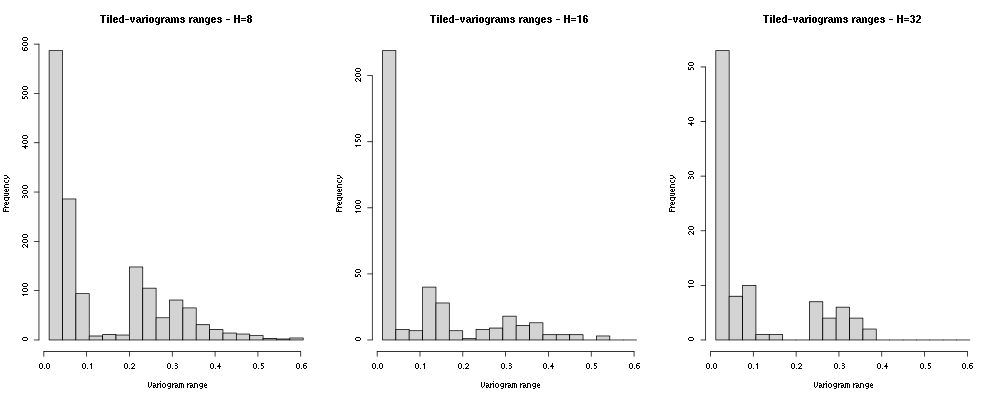 Tiled-variograms ranges - H=8
Tiled-variograms ranges - H=16
Tiled-variograms ranges - H=32
Frequency
600
500
400
300
200
100
0
0.0 0.1 0.2 0.3 0.4 0.5 0.6
Variogram range
Frequency
200
150
100
50
0
0.0 0.1 0.2 0.3 0.4 0.5 0.6
Variogram range
Frequency
50
40
30
20
10
0
0.0 0.1 0.2 0.3 0.4 0.5 0.6
Variogram range